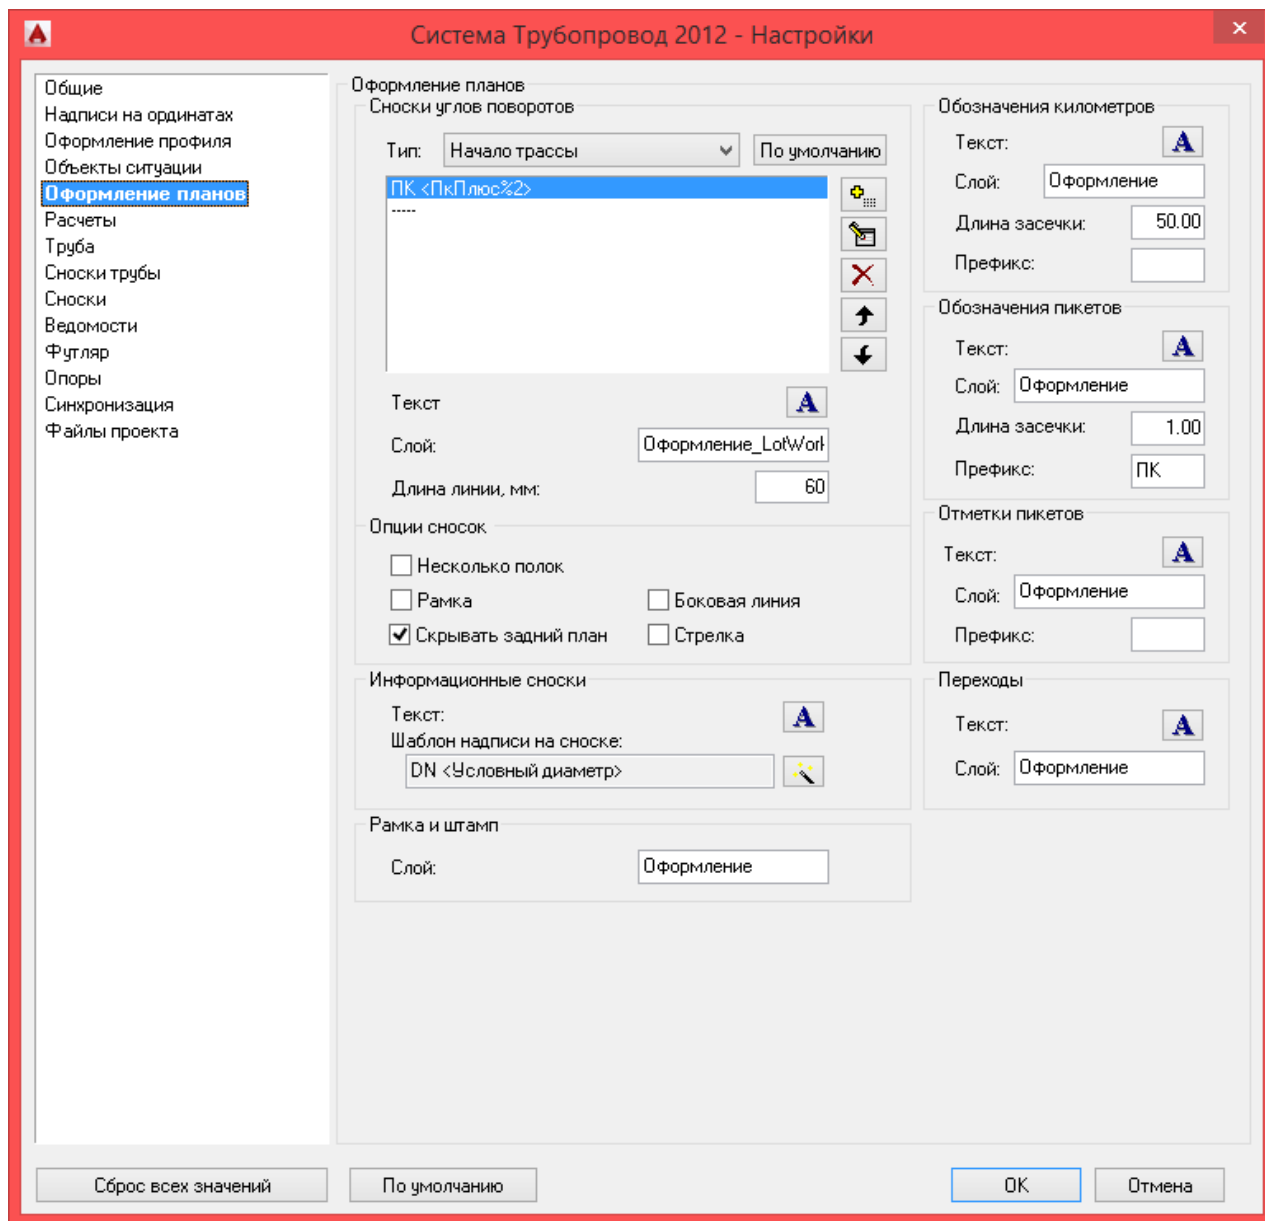 Система Трубопровод 2012 - Настройки
Общие
Надписи на ординатах
Оформление профиля
Объекты ситуации
Оформление планов
Расчеты
Труба
Сноски трубы
Сноски
Ведомости
Футляр
Опоры
Синхронизация
Файлы проекта
Оформление планов
Сноски углов поворотов
Тип: Начало трассы По умолчанию
ПК <ПкПлюс%2>
-----
Текст
Слой: Оформление_LotWork
Длина линии, мм: 60
Опции сносок
Несколько полок
Рамка Боковая линия
Скрывать задний план Стрелка
Информационные сноски
Текст:
Шаблон надписи на сноске:
DN <Условный диаметр>
Рамка и штамп
Слой: Оформление
Обозначения километров
Текст: A
Слой: Оформление
Длина засечки: 50.00
Префикс:
Обозначения пикетов
Текст: A
Слой: Оформление
Длина засечки: 1.00
Префикс: ПК
Отметки пикетов
Текст: A
Слой: Оформление
Префикс:
Переходы
Текст: A
Слой: Оформление
Сброс всех значений По умолчанию OK Отмена